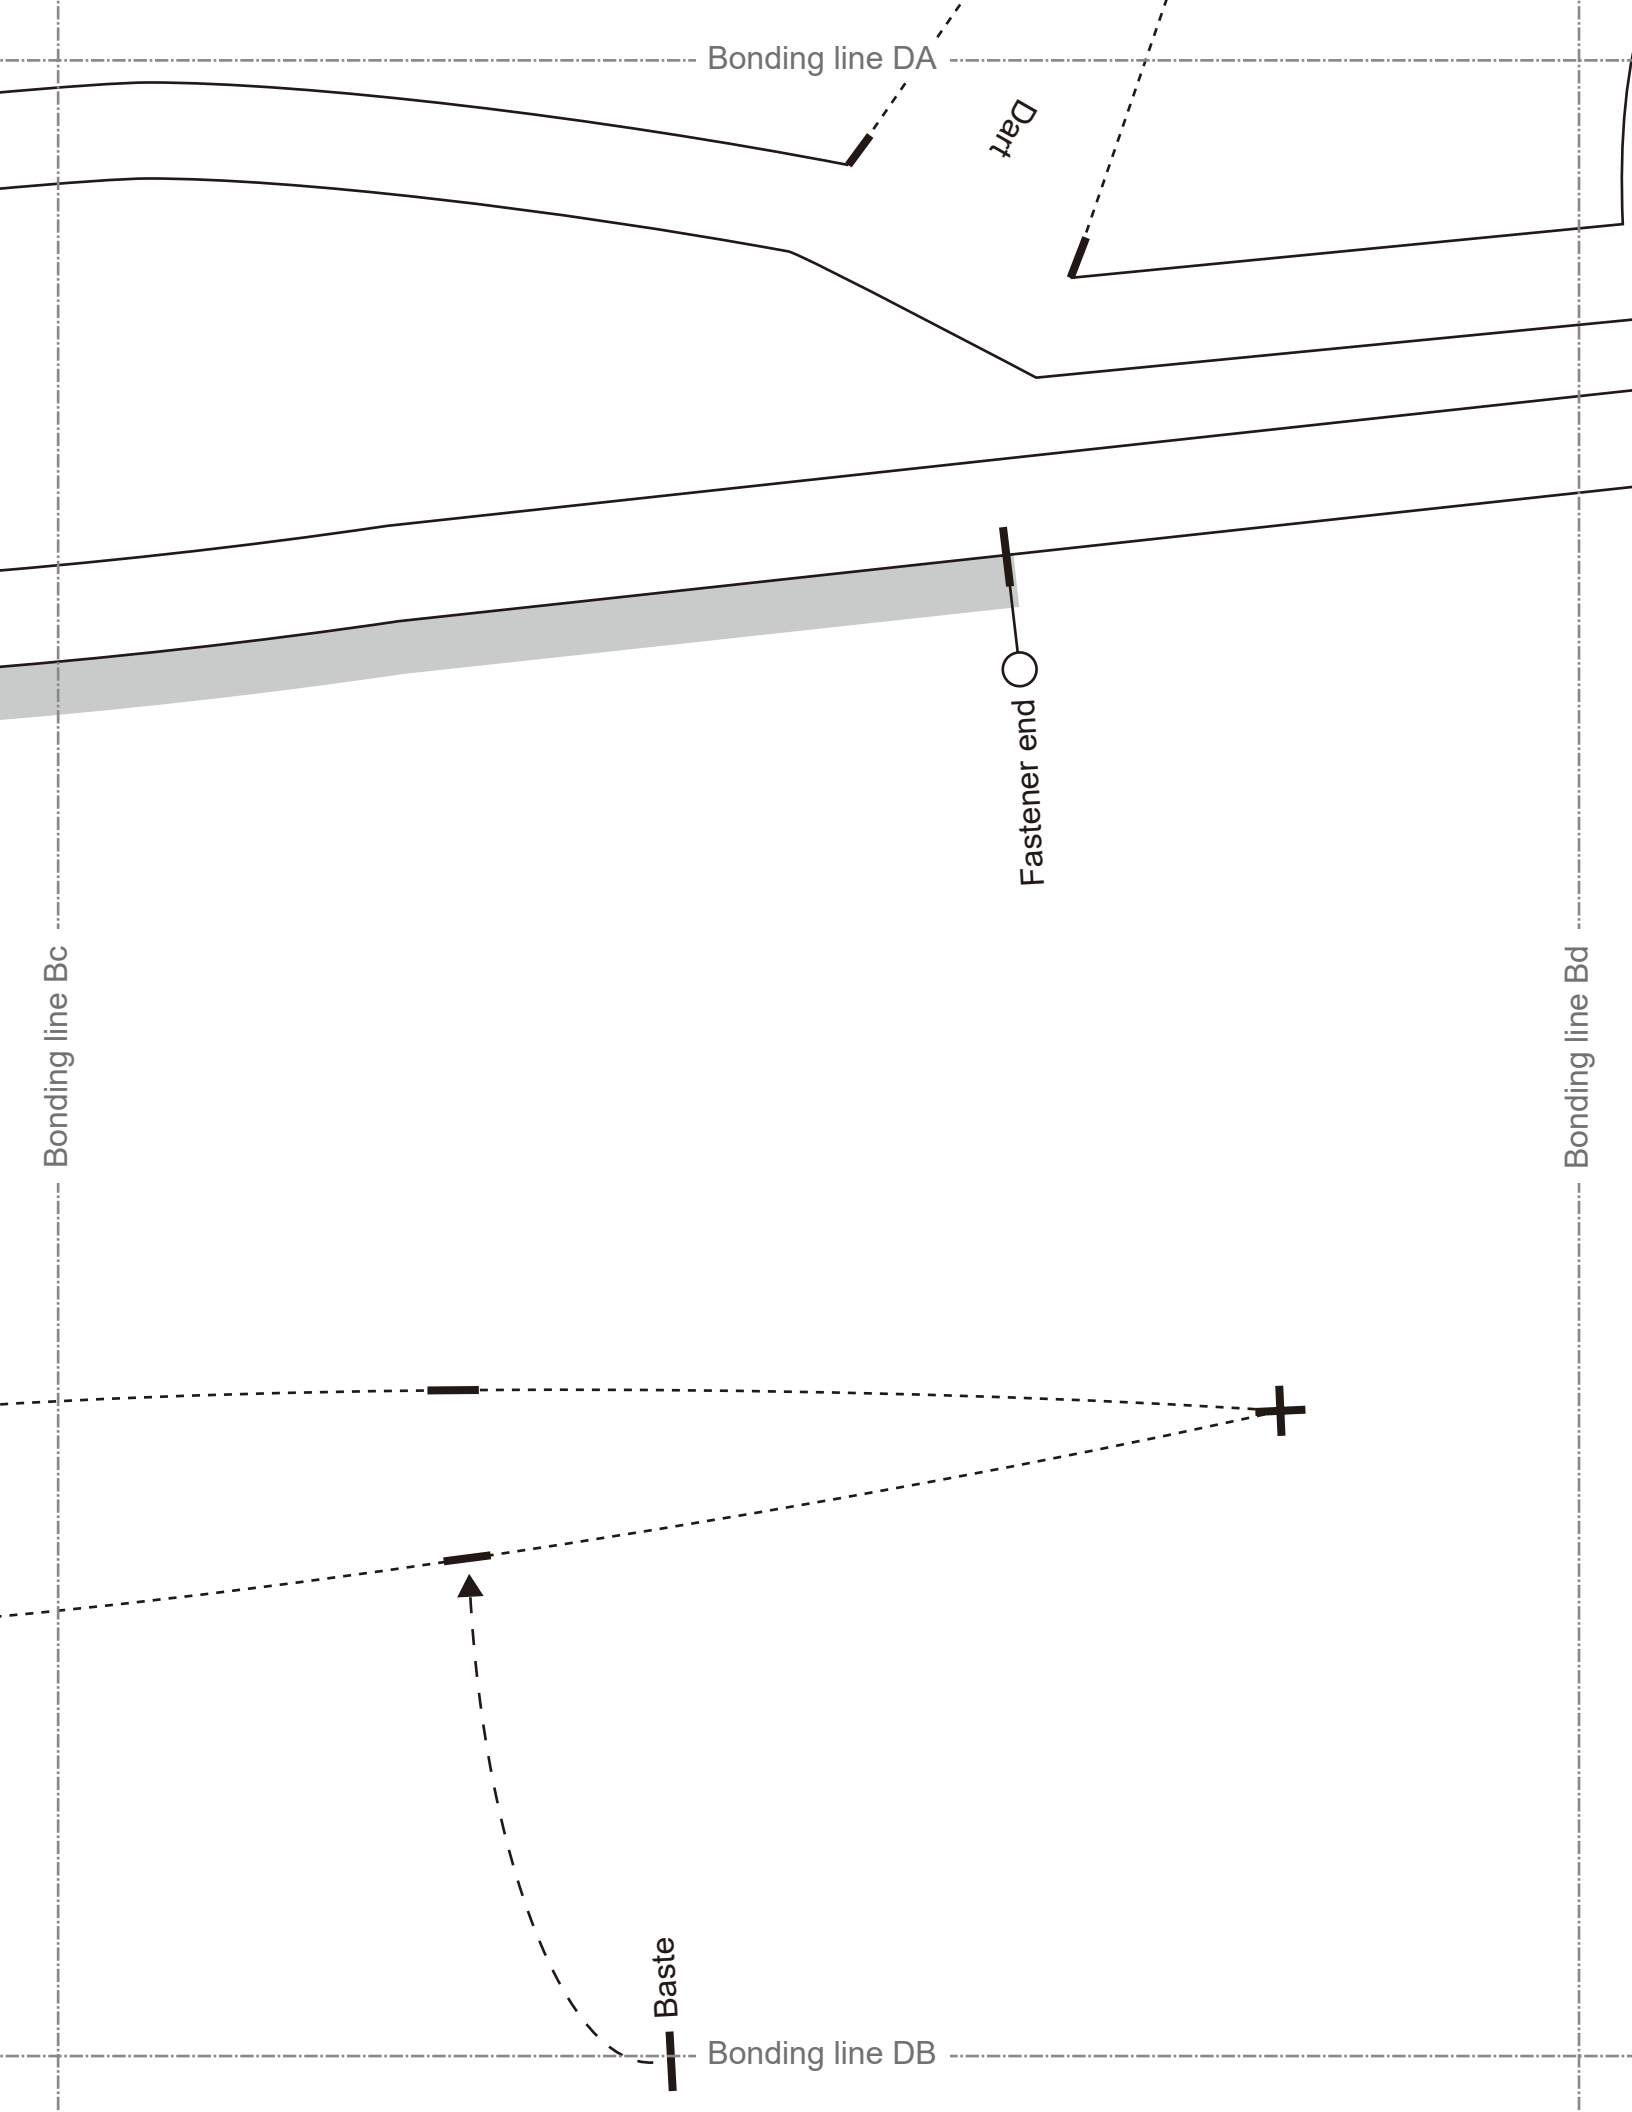 Bonding line DA
Dart
Fastener end
Bonding line Bc
Bonding line Bd
Baste
Bonding line DB